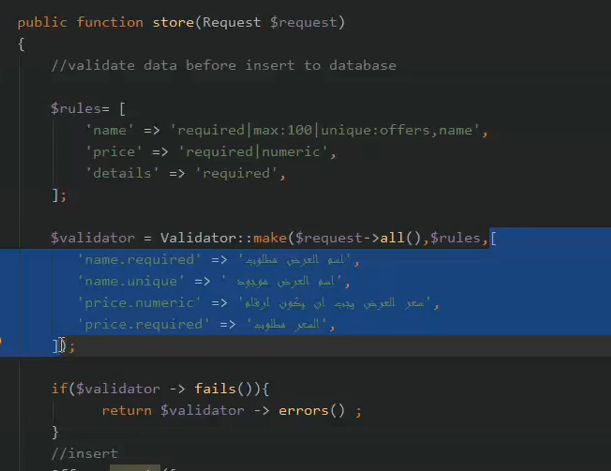 public function store(Request $request)
{
//validate data before insert to database
$rules= [
'name' => 'required|max:100|unique:offers,name',
'price' => 'required|numeric',
'details' => 'required',
];
$validator = Validator::make($request->all(),$rules,[
'name.required' => 'اسم العرض مطلوب',
'name.unique' => 'اسم العرض موجود ',
'price.numeric' => 'سعر العرض يجب ان يكون ارقام',
'price.required' => 'السعر مطلوب',
]);
if($validator -> fails()){
return $validator -> errors() ;
}
//insert